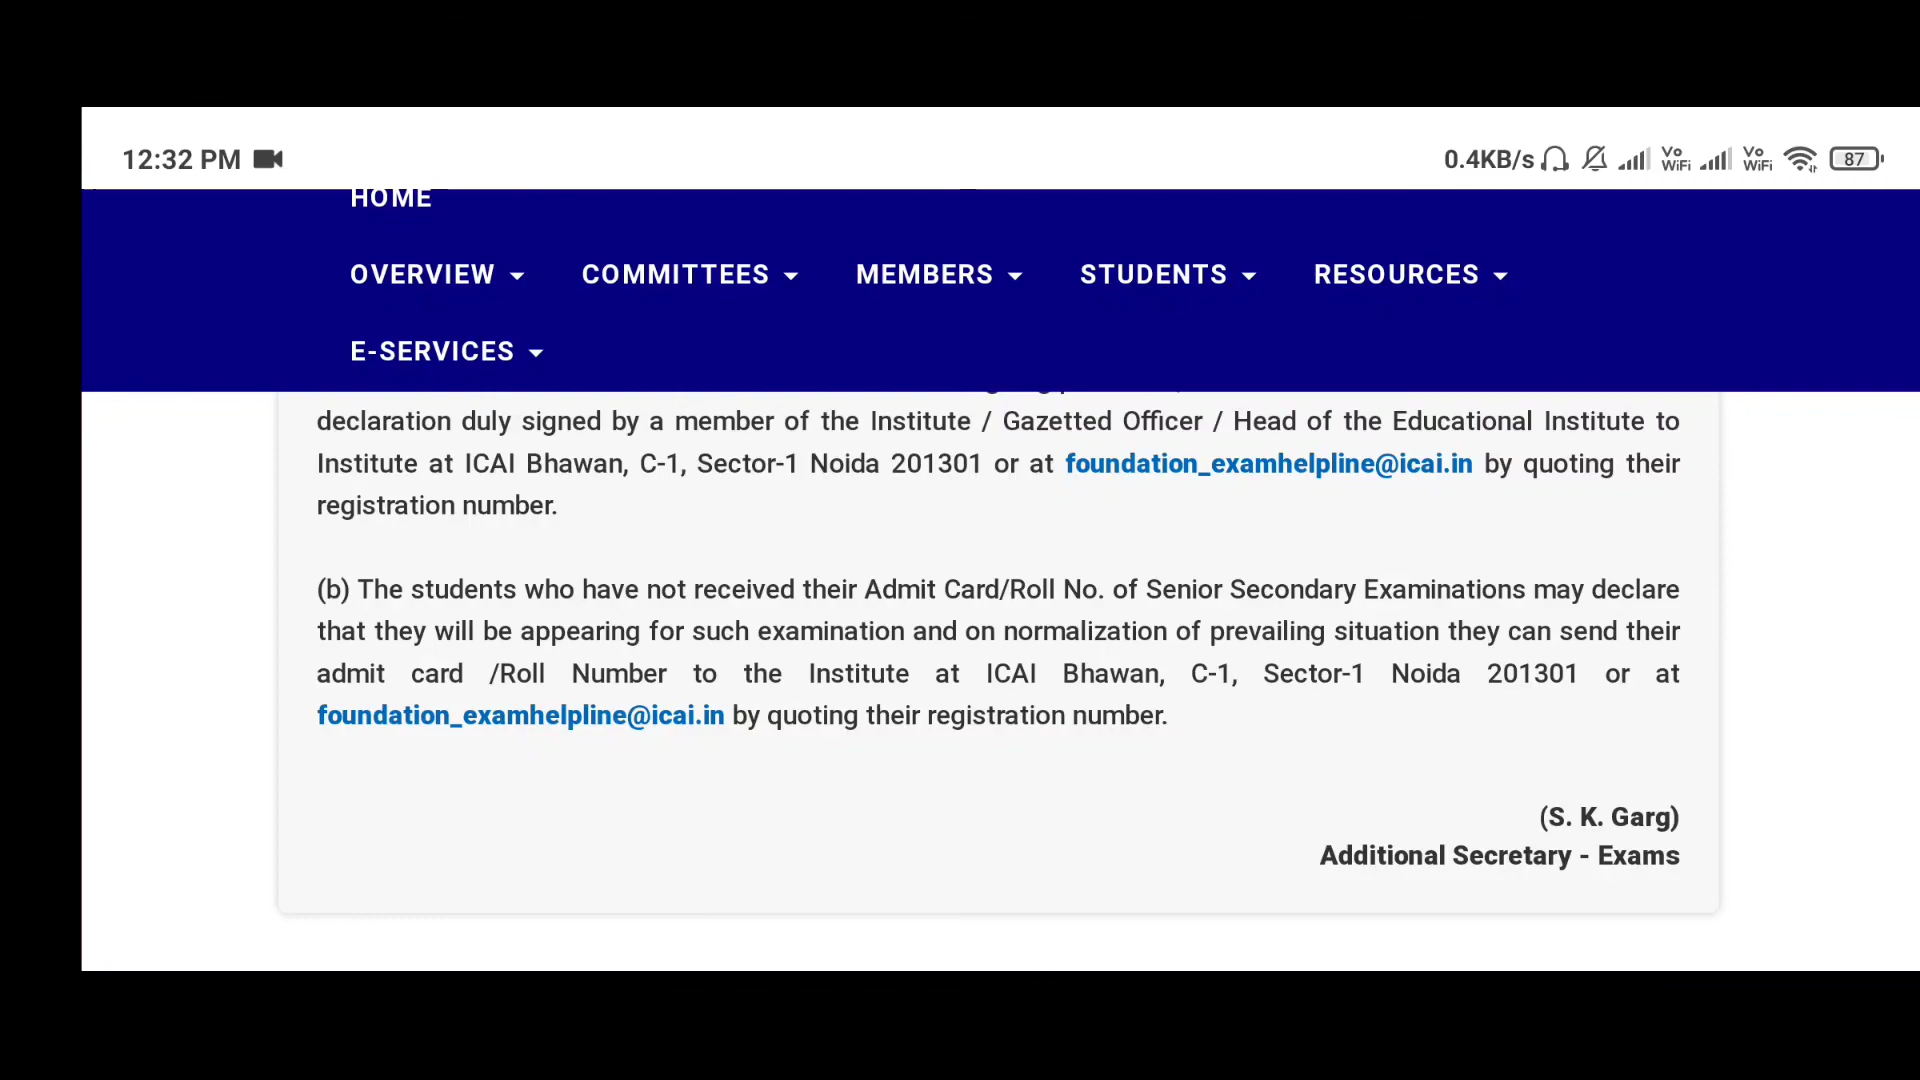 12:32 PM
0.4KB/s Vo WiFi Vo WiFi 87
HOME
OVERVIEW COMMITTEES MEMBERS STUDENTS RESOURCES
E-SERVICES
declaration duly signed by a member of the Institute / Gazetted Officer / Head of the Educational Institute to
Institute at ICAI Bhawan, C-1, Sector-1 Noida 201301 or at foundation_examhelpline@icai.in by quoting their
registration number.
(b) The students who have not received their Admit Card/Roll No. of Senior Secondary Examinations may declare
that they will be appearing for such examination and on normalization of prevailing situation they can send their
admit card /Roll Number to the Institute at ICAI Bhawan, C-1, Sector-1 Noida 201301 or at
foundation_examhelpline@icai.in by quoting their registration number.
(S. K. Garg)
Additional Secretary - Exams